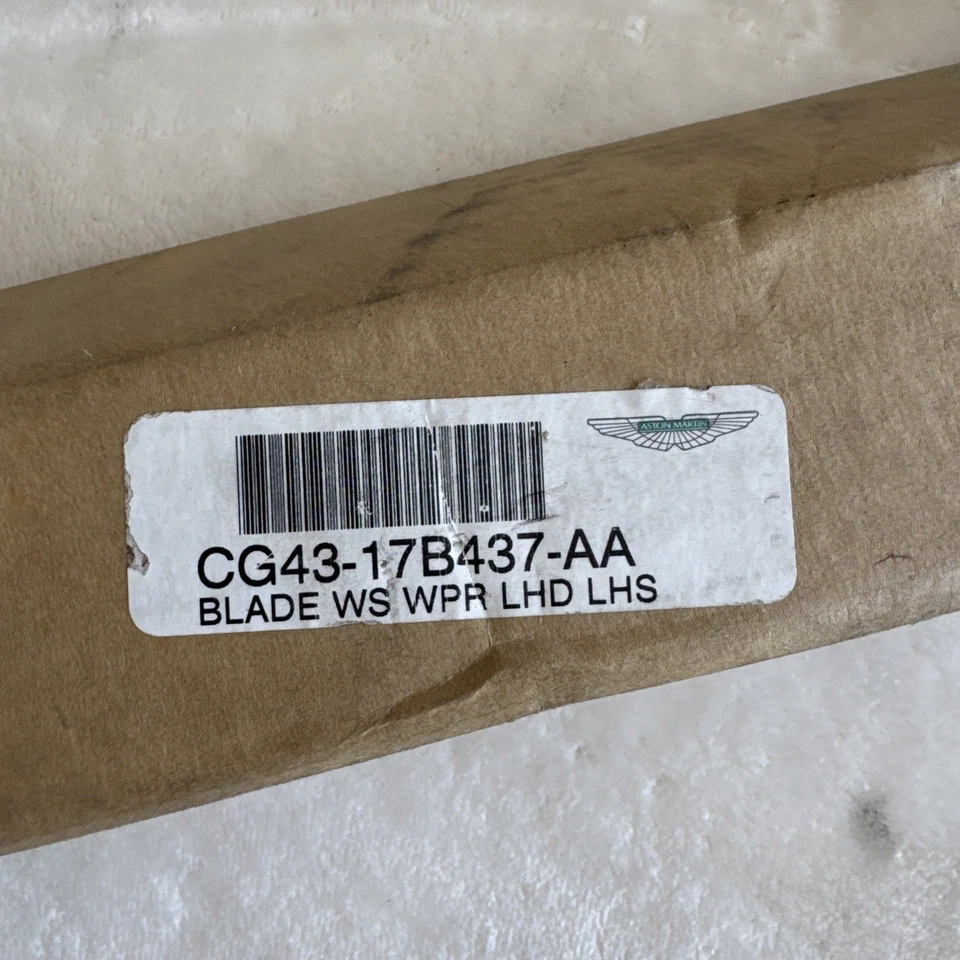 ASTON MARTIN
CG43-17B437-AA
BLADE WS WPR LHD LHS